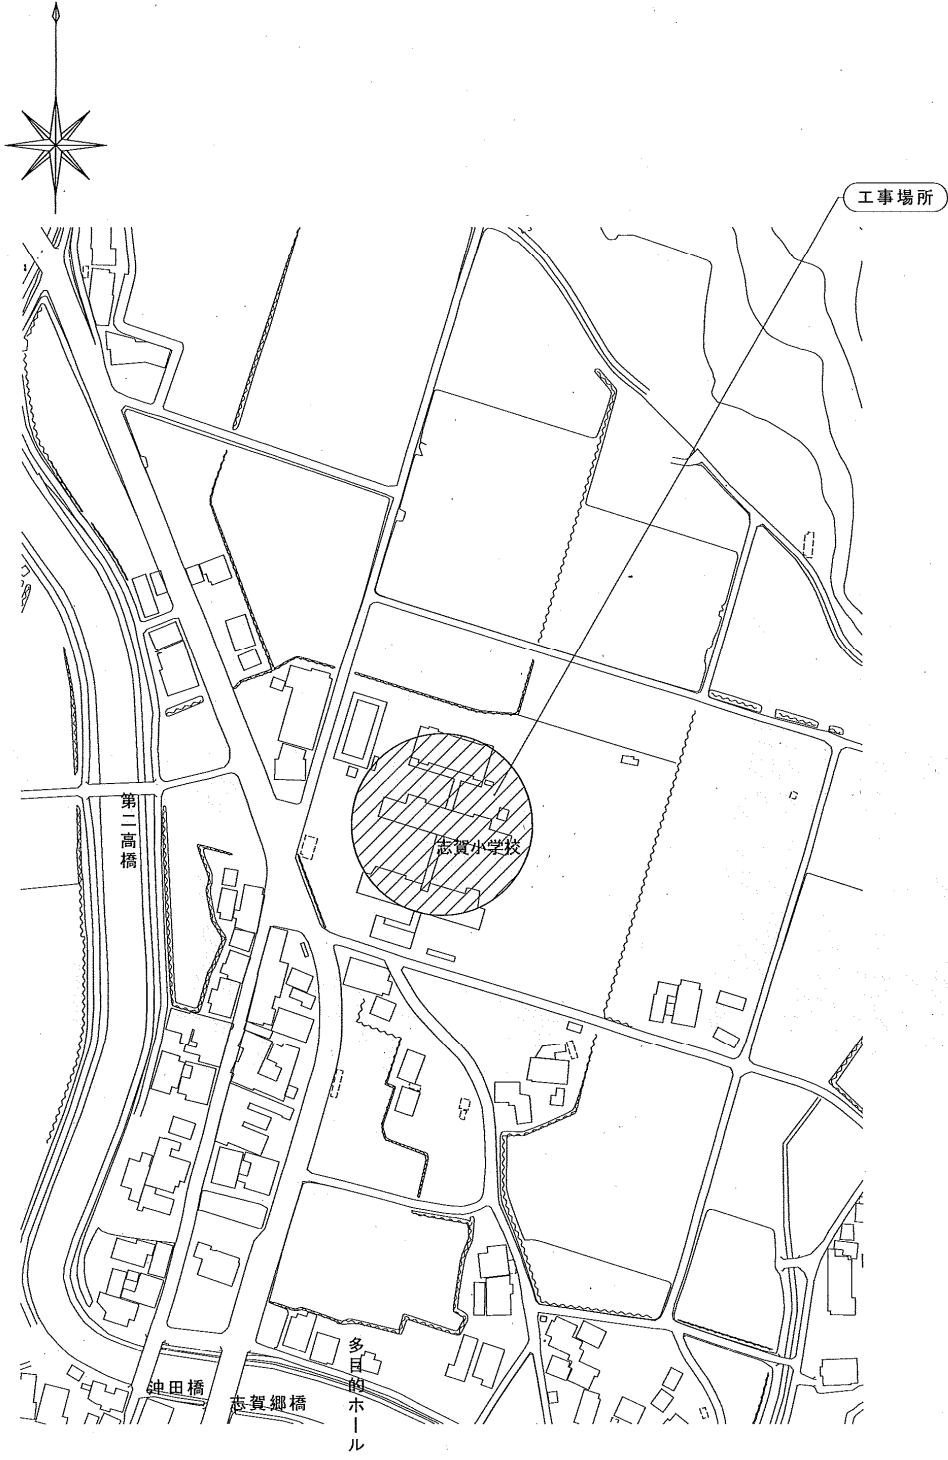 工事場所
第二高橋
志賀小学校
多目的ホール
沖田橋
志賀郷橋